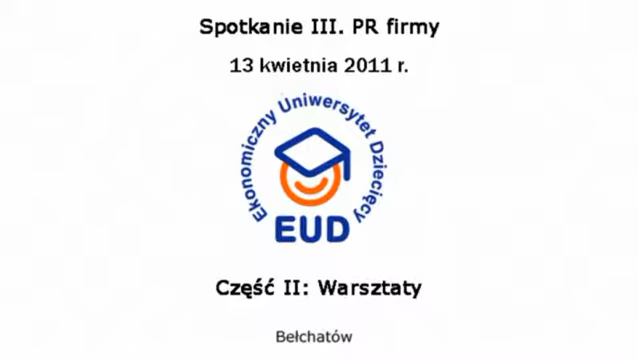 Spotkanie III. PR firmy
13 kwietnia 2011 r.
Ekonomiczny Uniwersytet Dziecięcy
EUD
Część II: Warsztaty
Bełchatów